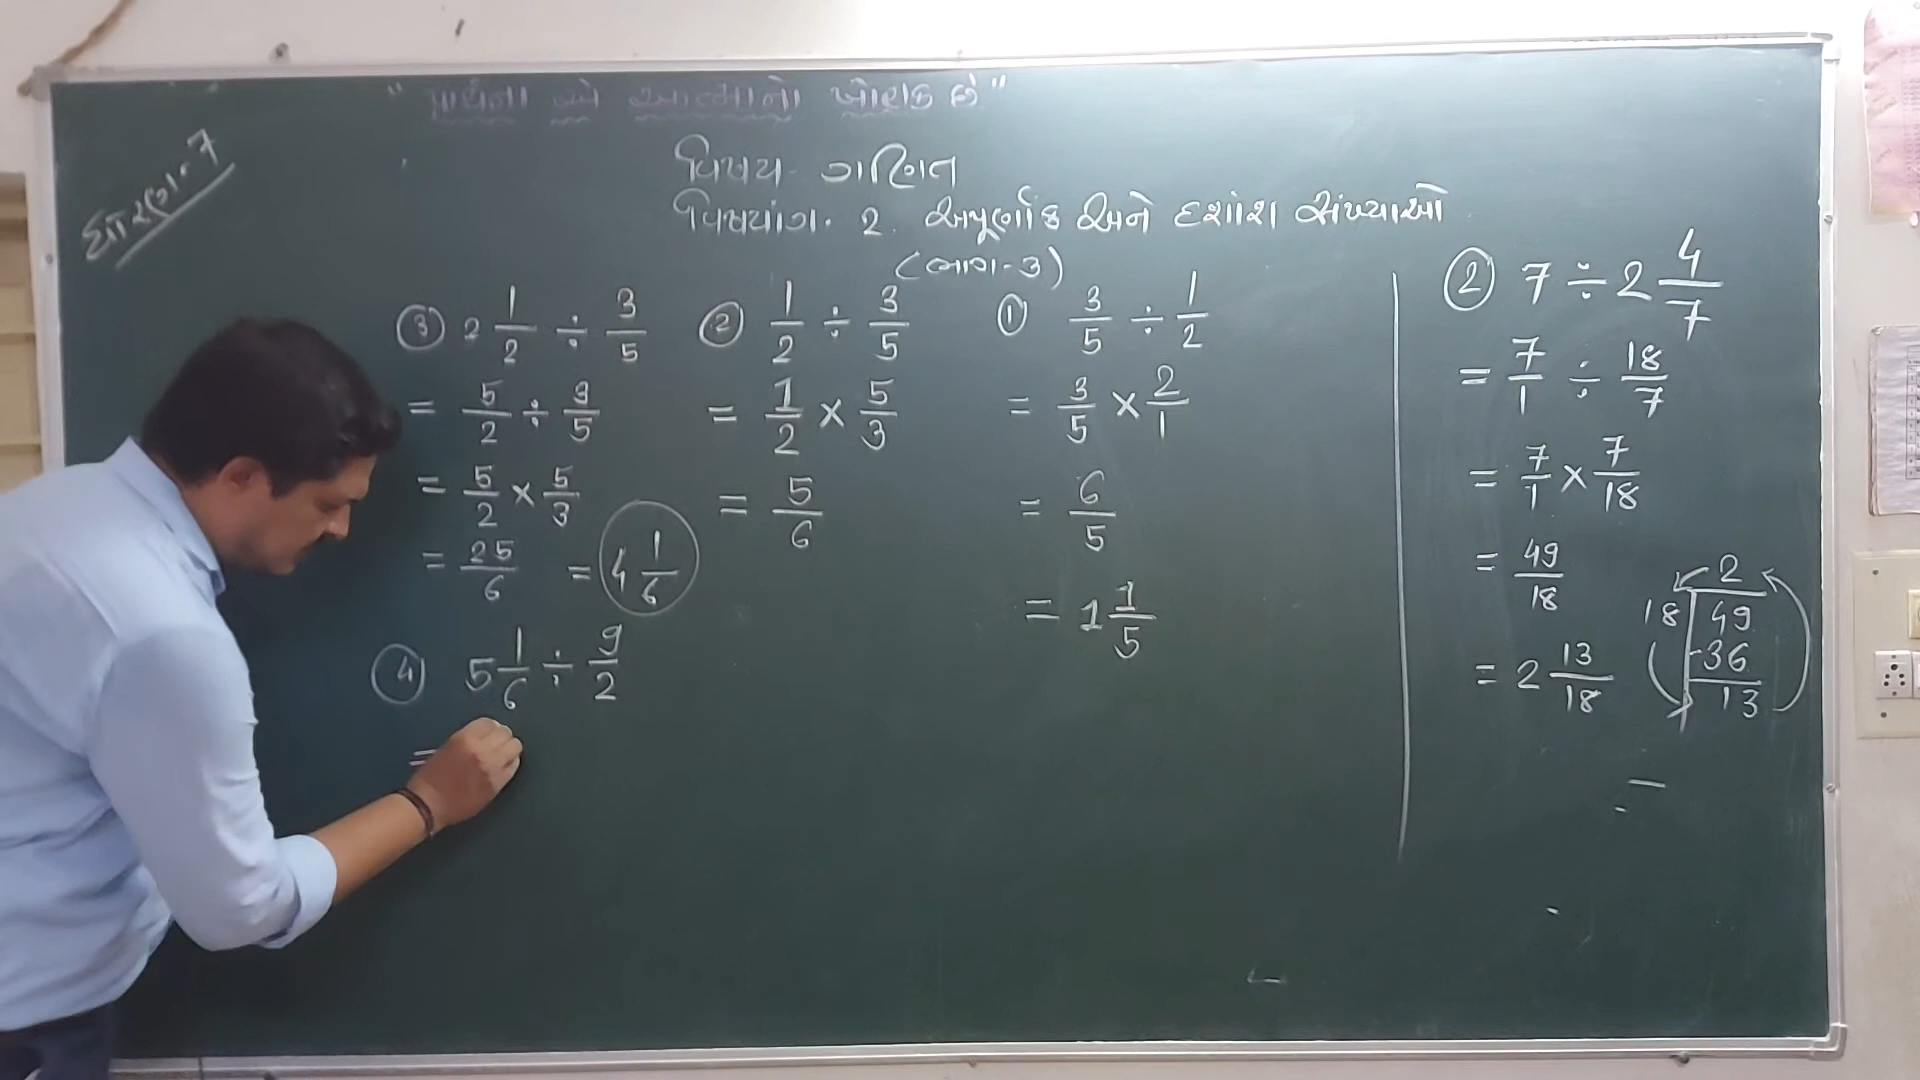 "પ્રાર્થના એ આત્માનો ખોરાક છે"
ધોરણ-7
વિષય- ગણિત
વિષયાંગ. 2. અપૂર્ણાંક અને દશાંશ સંખ્યાઓ
(ભાગ-૩)
③ 2 1/2 ÷ 3/5
= 5/2 ÷ 3/5
= 5/2 × 5/3
= 25/6 = 4 1/6
④ 5 1/6 ÷ 9/2
=
② 1/2 ÷ 3/5
= 1/2 × 5/3
= 5/6
① 3/5 ÷ 1/2
= 3/5 × 2/1
= 6/5
= 1 1/5
② 7 ÷ 2 4/7
= 7/1 ÷ 18/7
= 7/1 × 7/18
= 49/18
= 2 13/18
2
18 49
-36
13